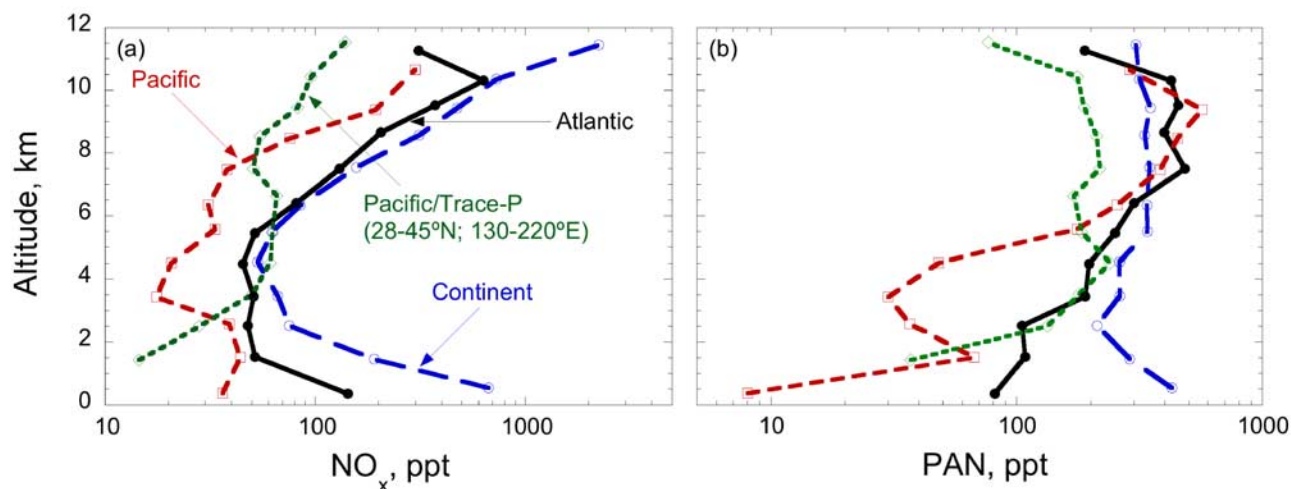 12
10
8
6
4
2
0
Altitude, km
(a)
Pacific
Atlantic
Pacific/Trace-P
(28-45ºN; 130-220ºE)
Continent
10 100 1000
NOx, ppt
(b)
10 100 1000
PAN, ppt